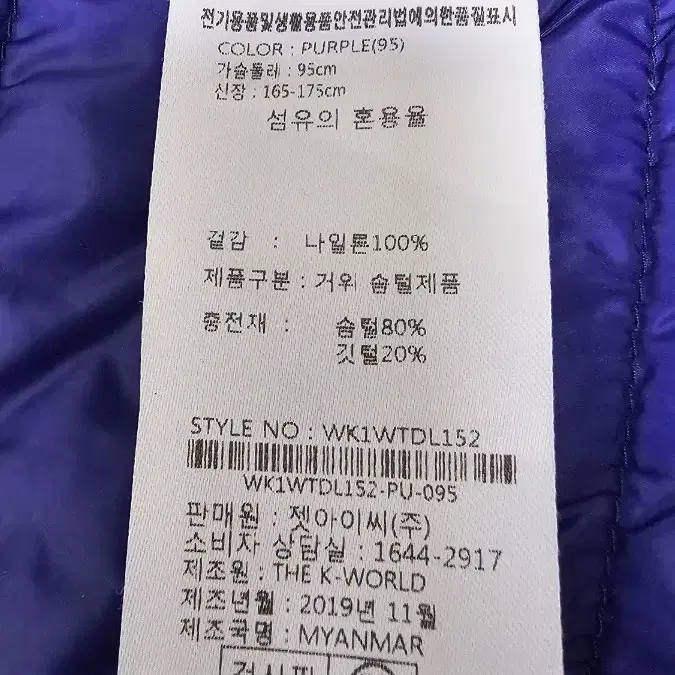 전기용품및생활용품안전관리법에의한품질표시
COLOR : PURPLE(95)
가슴둘레 : 95cm
신장 : 165-175cm
섬유의 혼용율
겉감 : 나일론100%
제품구분 : 거위 솜털제품
충전재 : 솜털80%
깃털20%
STYLE NO : WK1WTDL152
WK1WTDL152-PU-095
판매원 : 젯아이씨(주)
소비자 상담실 : 1644-2917
제조원 : THE K-WORLD
제조년월 : 2019년 11월
제조국명 : MYANMAR